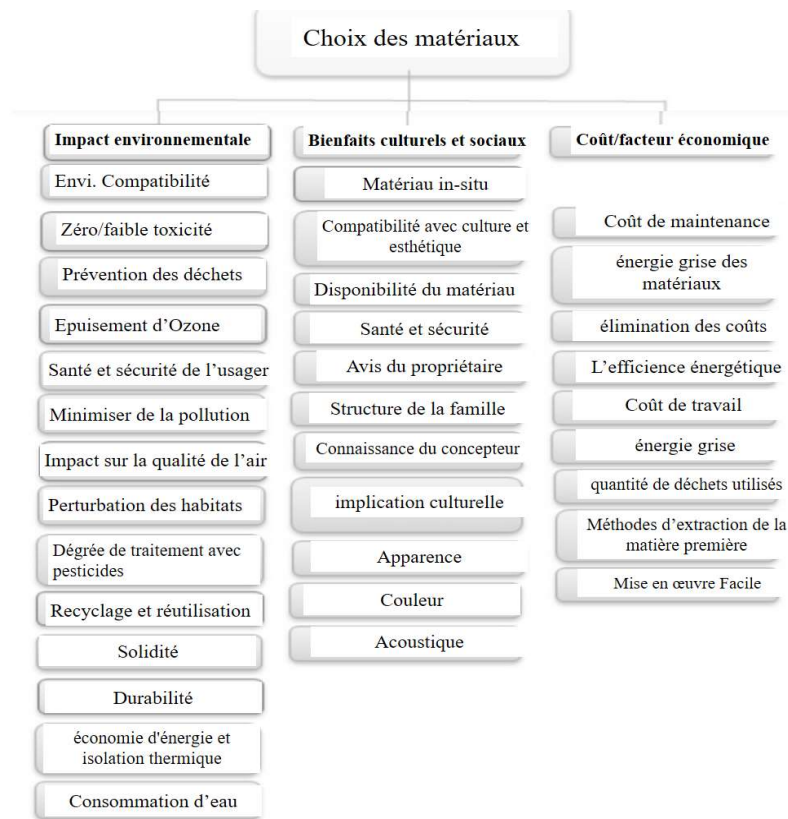 Choix des matériaux
Impact environnementale
Envi. Compatibilité
Zéro/faible toxicité
Prévention des déchets
Epuisement d’Ozone
Santé et sécurité de l’usager
Minimiser de la pollution
Impact sur la qualité de l’air
Perturbation des habitats
Dégrée de traitement avec
pesticides
Recyclage et réutilisation
Solidité
Durabilité
économie d'énergie et
isolation thermique
Consommation d’eau
Bienfaits culturels et sociaux
Matériau in-situ
Compatibilité avec culture et
esthétique
Disponibilité du matériau
Santé et sécurité
Avis du propriétaire
Structure de la famille
Connaissance du concepteur
implication culturelle
Apparence
Couleur
Acoustique
Coût/facteur économique
Coût de maintenance
énergie grise des
matériaux
élimination des coûts
L’efficience énergétique
Coût de travail
énergie grise
quantité de déchets utilisés
Méthodes d’extraction de la
matière première
Mise en œuvre Facile